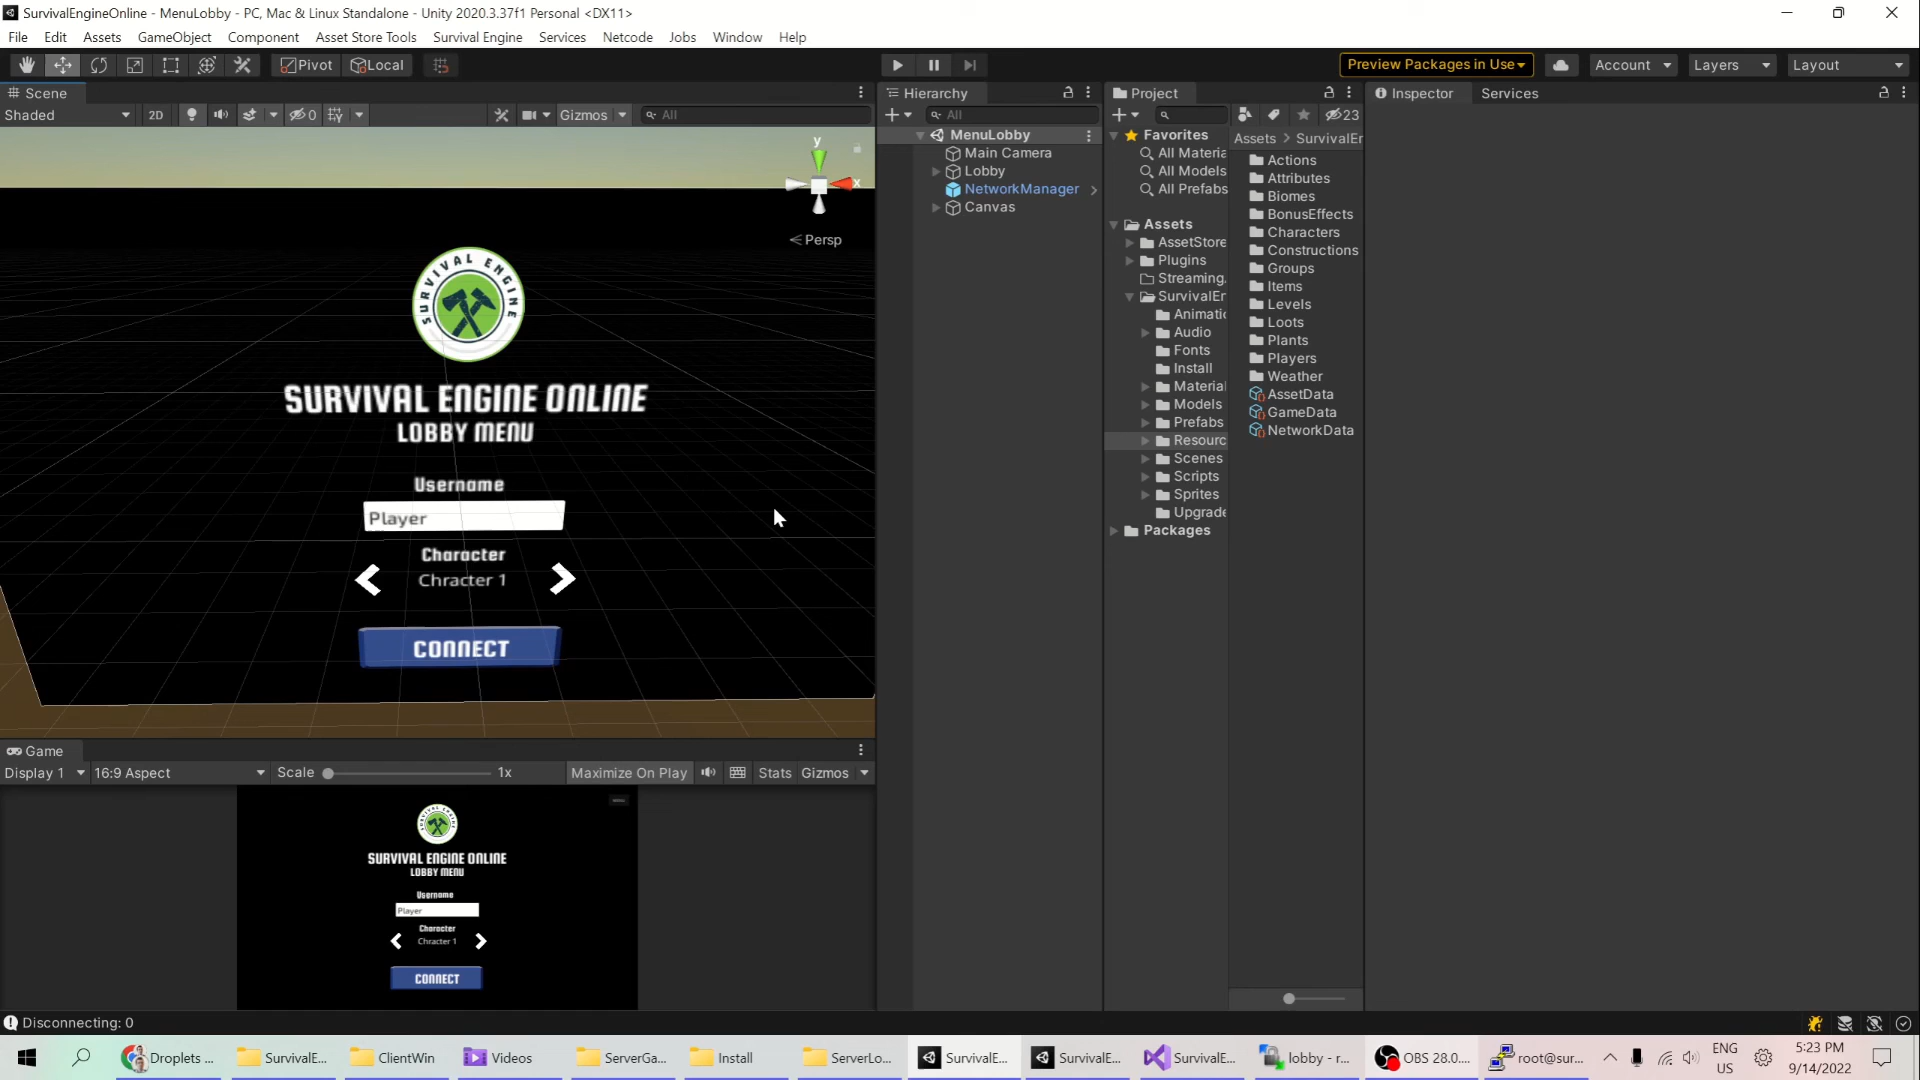 SurvivalEngineOnline - MenuLobby - PC, Mac & Linux Standalone - Unity 2020.3.37f1 Personal <DX11>
File Edit Assets GameObject Component Asset Store Tools Survival Engine Services Netcode Jobs Window Help
Pivot Local Preview Packages in Use Account Layers Layout
Scene
Shaded 2D 0 Gizmos All
y
x
Persp
SURVIVAL ENGINE
SURVIVAL ENGINE ONLINE
LOBBY MENU
Username
Player
Character
Chracter 1
CONNECT
Game
Display 1 16:9 Aspect Scale 1x Maximize On Play Stats Gizmos
SURVIVAL ENGINE ONLINE
LOBBY MENU
Username
Player
Character
Chracter 1
CONNECT
Hierarchy
All
MenuLobby
Main Camera
Lobby
NetworkManager
Canvas
Project
23
Favorites
All Materia
All Models
All Prefabs
Assets
AssetStore
Plugins
Streaming.
SurvivalEr
Animatic
Audio
Fonts
Install
Material
Models
Prefabs
Resourc
Scenes
Scripts
Sprites
Upgrade
Packages
Assets > SurvivalEr
Actions
Attributes
Biomes
BonusEffects
Characters
Constructions
Groups
Items
Levels
Loots
Plants
Players
Weather
AssetData
GameData
NetworkData
Inspector Services
Disconnecting: 0
Droplets ... SurvivalE... ClientWin Videos ServerGa... Install ServerLo... SurvivalE... SurvivalE... SurvivalE... lobby - r... OBS 28.0.... root@sur...
ENG
US
5:23 PM
9/14/2022